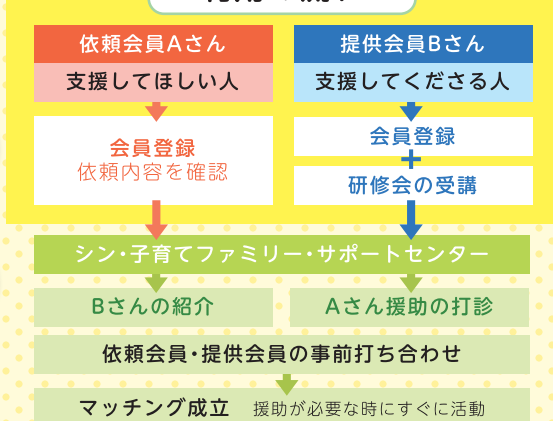 依頼会員Aさん
提供会員Bさん
支援してほしい人
支援してくださる人
会員登録
依頼内容を確認
会員登録
+
研修会の受講
シン・子育てファミリー・サポートセンター
Bさんの紹介
Aさん援助の打診
依頼会員・提供会員の事前打ち合わせ
マッチング成立 援助が必要な時にすぐに活動